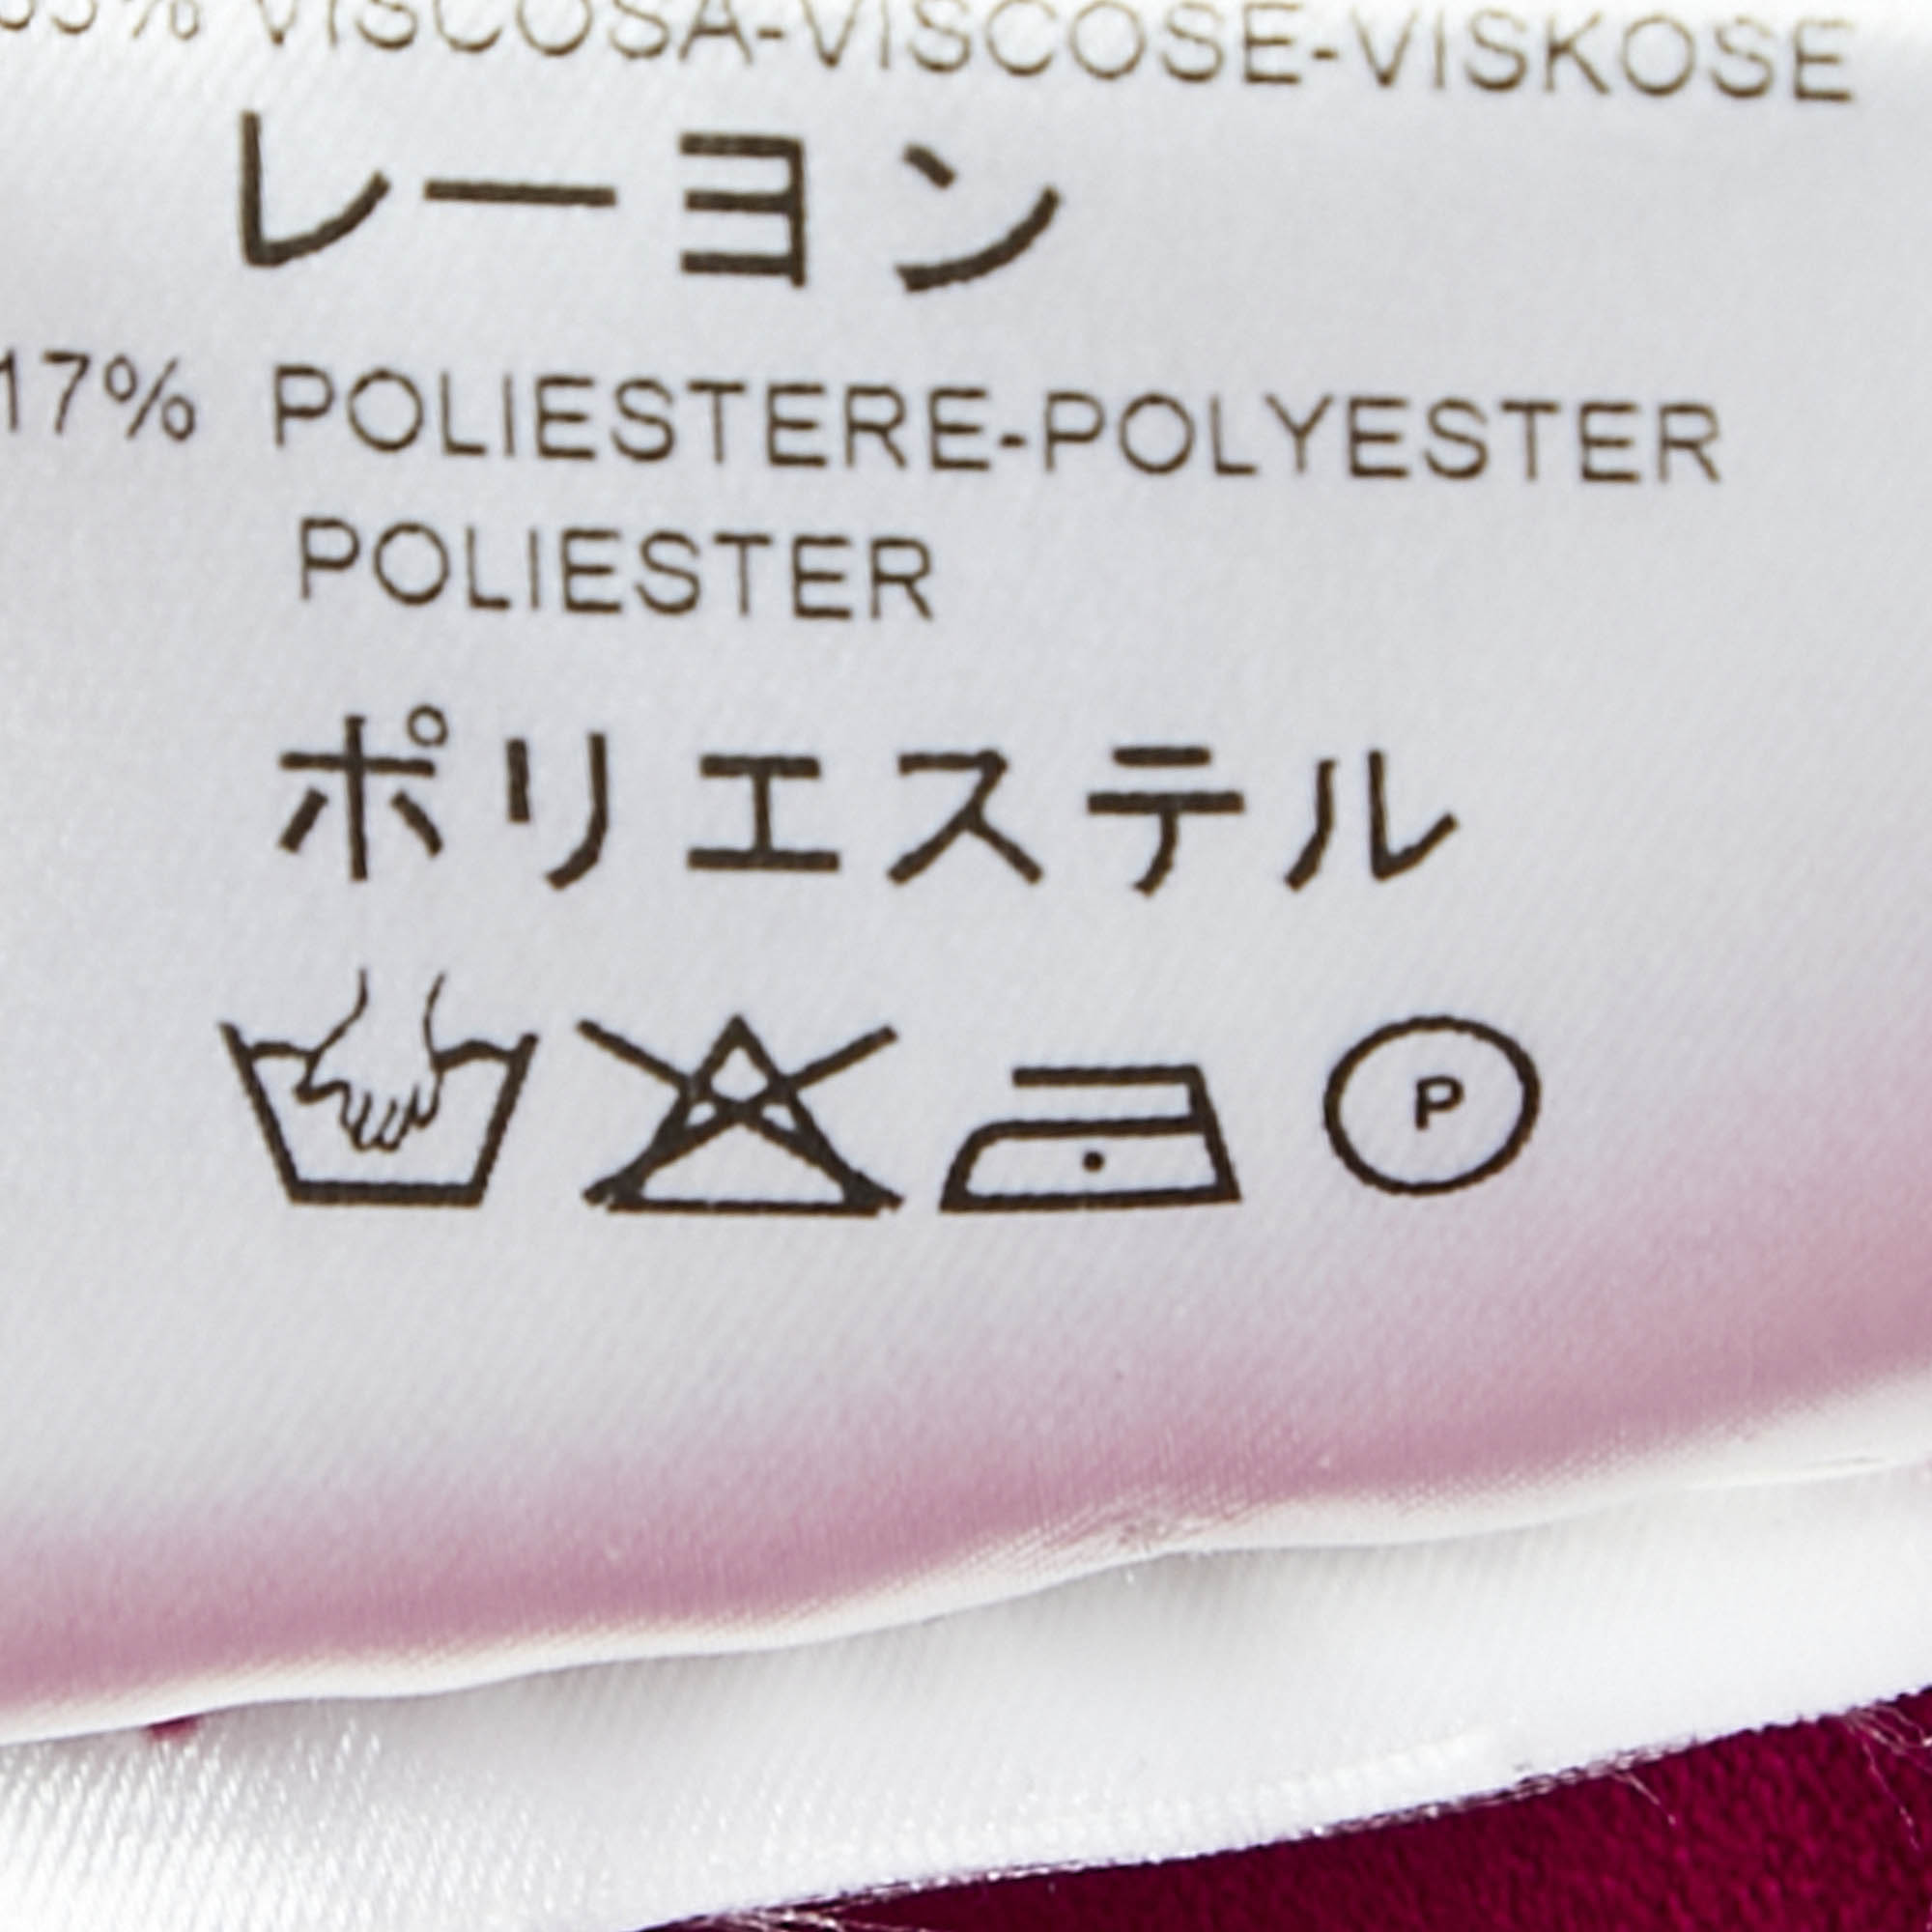 VISCOSA-VISCOSE-VISKOSE
レーヨン
17% POLIESTERE-POLYESTER
POLIESTER
ポリエステル
P